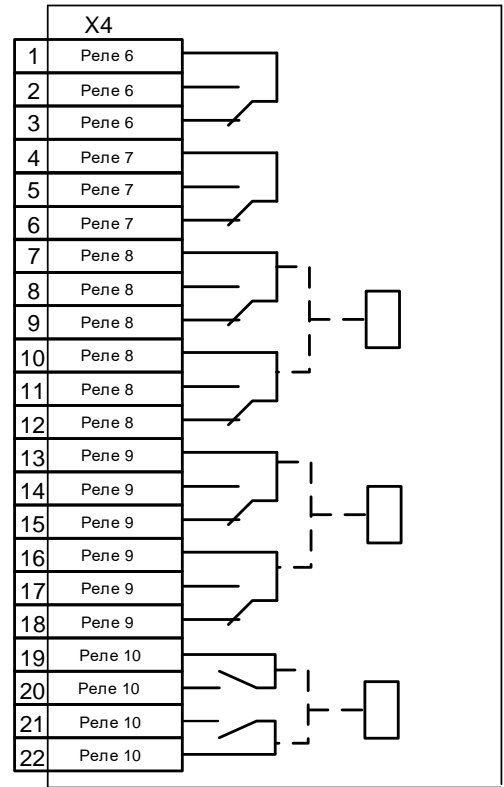 X4
1 Реле 6
2 Реле 6
3 Реле 6
4 Реле 7
5 Реле 7
6 Реле 7
7 Реле 8
8 Реле 8
9 Реле 8
10 Реле 8
11 Реле 8
12 Реле 8
13 Реле 9
14 Реле 9
15 Реле 9
16 Реле 9
17 Реле 9
18 Реле 9
19 Реле 10
20 Реле 10
21 Реле 10
22 Реле 10